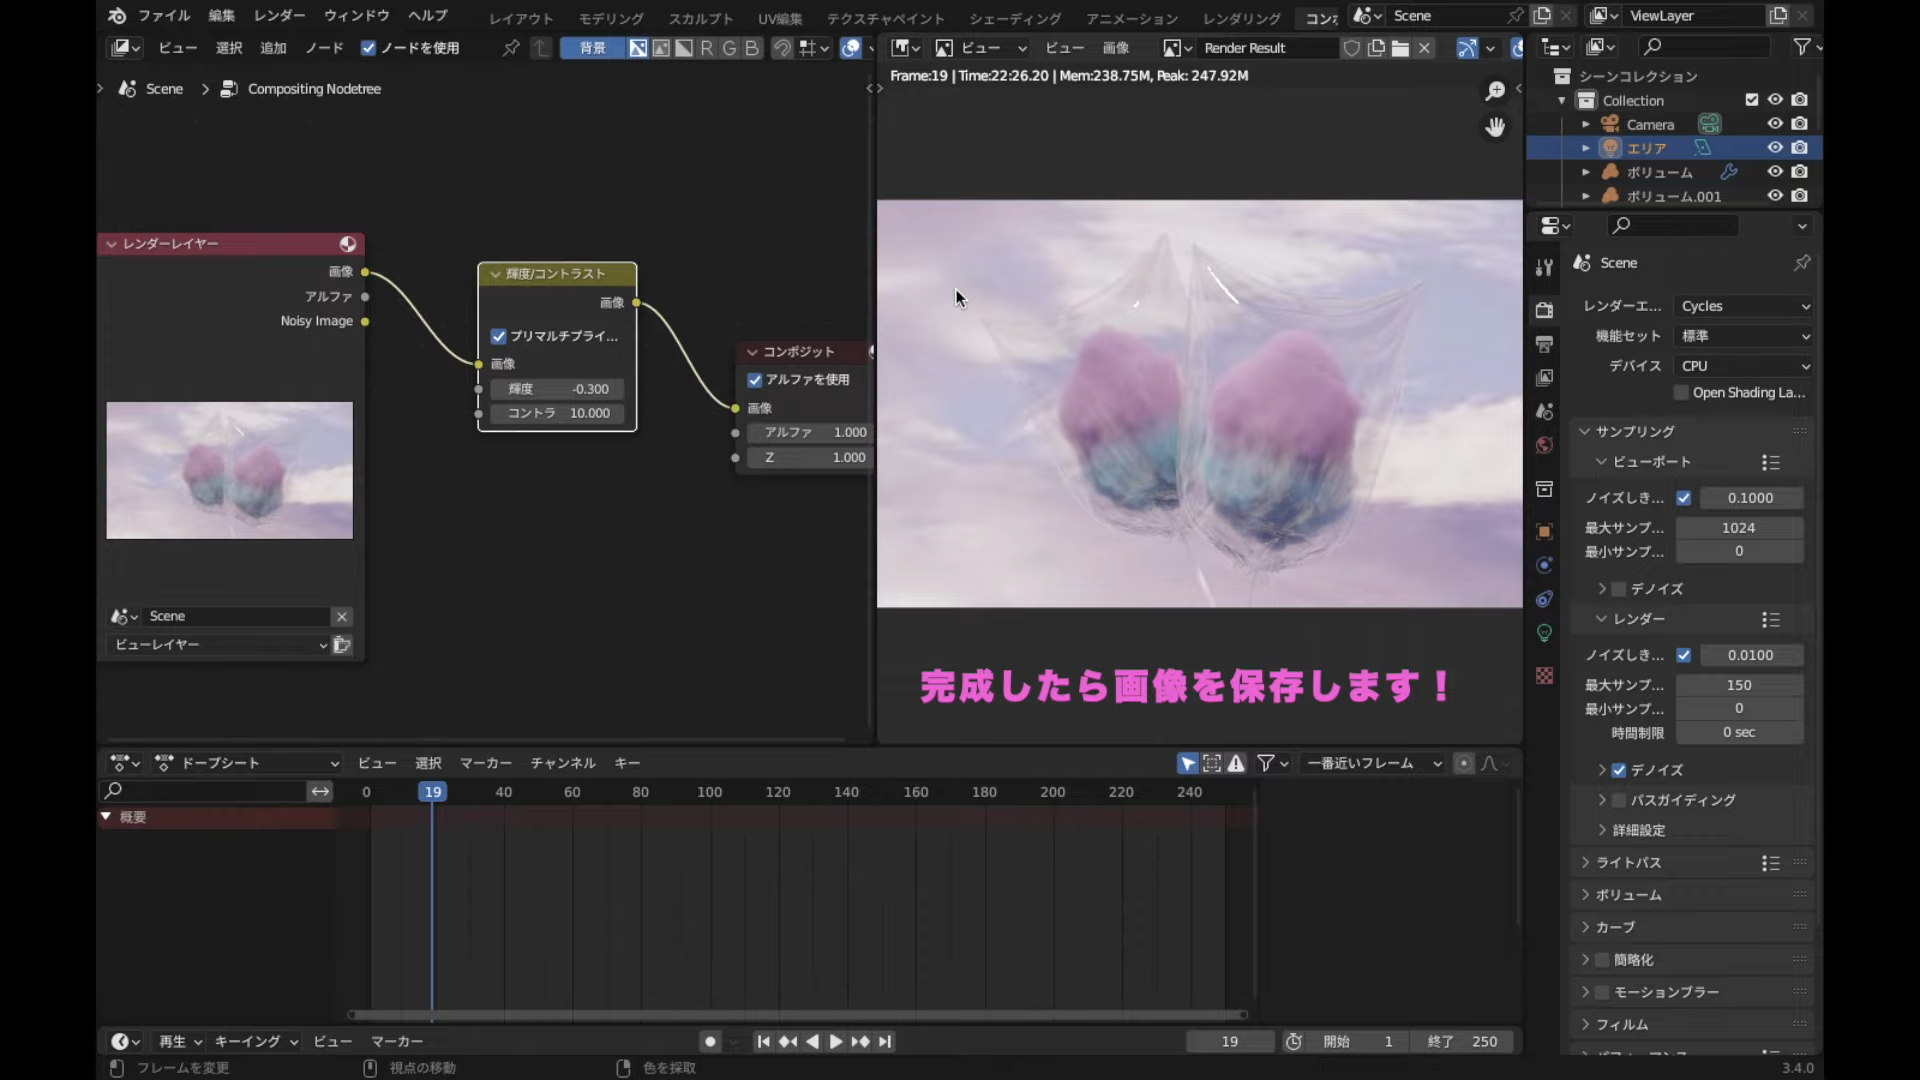 ファイル 編集 レンダー ウィンドウ ヘルプ レイアウト モデリング スカルプト UV編集 テクスチャペイント シェーディング アニメーション レンダリング Scene ViewLayer
ビュー 選択 追加 ノード ノードを使用 背景 R G B ビュー ビュー 画像 Render Result
Frame:19 | Time:22:26.20 | Mem:238.75M, Peak: 247.92M
Scene Compositing Nodetree
レンダーレイヤー
画像
アルファ
Noisy Image
Scene
ビューレイヤー
輝度/コントラスト
画像
プリマルチプライ...
画像
輝度 -0.300
コントラ 10.000
コンポジット
アルファを使用
画像
アルファ 1.000
Z 1.000
完成したら画像を保存します！
シーンコレクション
Collection
Camera
エリア
ボリューム
ボリューム.001
Scene
レンダーエ... Cycles
機能セット 標準
デバイス CPU
Open Shading La...
サンプリング
ビューポート
ノイズしき... 0.1000
最大サンプ... 1024
最小サンプ... 0
デノイズ
レンダー
ノイズしき... 0.0100
最大サンプ... 150
最小サンプ... 0
時間制限 0 sec
デノイズ
パスガイディング
詳細設定
ライトパス
ボリューム
カーブ
簡略化
モーションブラー
フィルム
ドープシート ビュー 選択 マーカー チャンネル キー 一番近いフレーム
0 19 40 60 80 100 120 140 160 180 200 220 240
概要
再生 キーイング ビュー マーカー 19 開始 1 終了 250
フレームを変更 視点の移動 色を採取 3.4.0